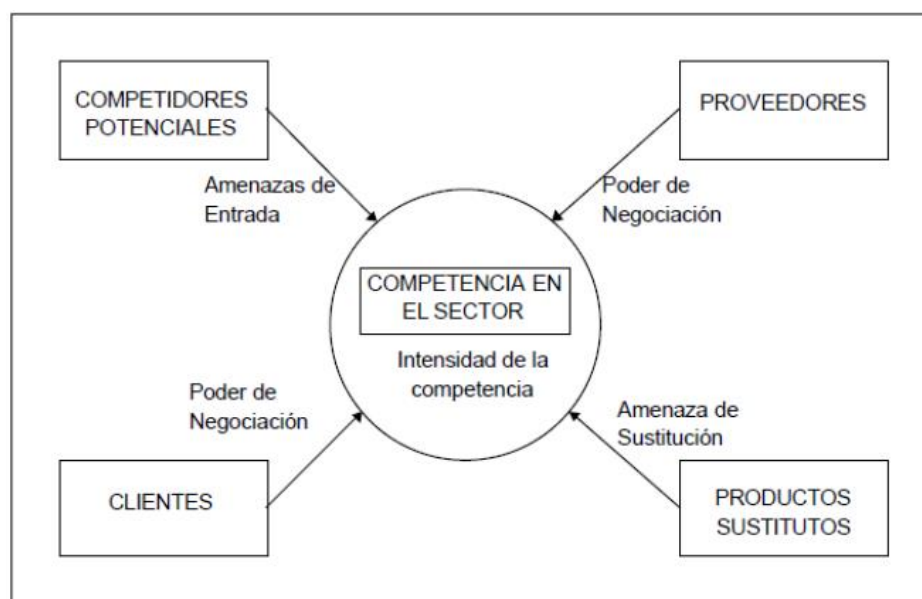 COMPETIDORES
POTENCIALES
PROVEEDORES
Amenazas de
Entrada
Poder de
Negociación
COMPETENCIA EN
EL SECTOR
Intensidad de la
competencia
Poder de
Negociación
Amenaza de
Sustitución
CLIENTES
PRODUCTOS
SUSTITUTOS